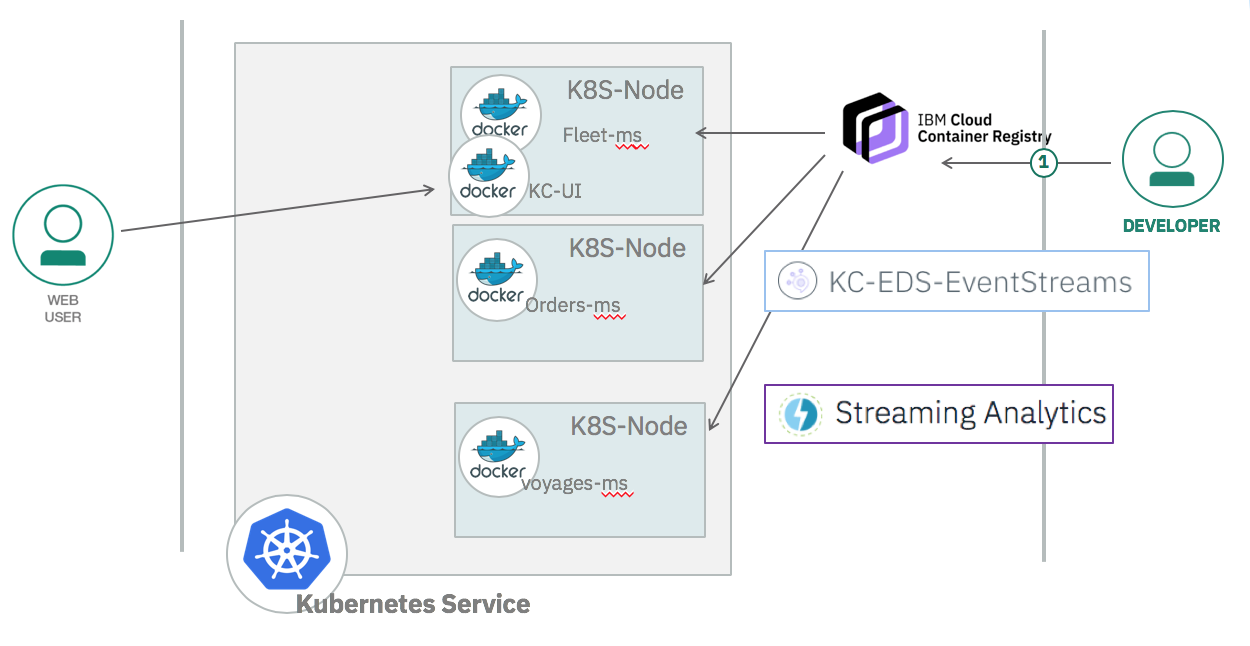 K8S-Node
docker
Fleet-ms
docker
KC-UI
IBM Cloud
Container Registry
1
DEVELOPER
WEB
USER
K8S-Node
docker
Orders-ms
KC-EDS-EventStreams
Streaming Analytics
K8S-Node
docker
voyages-ms
Kubernetes Service